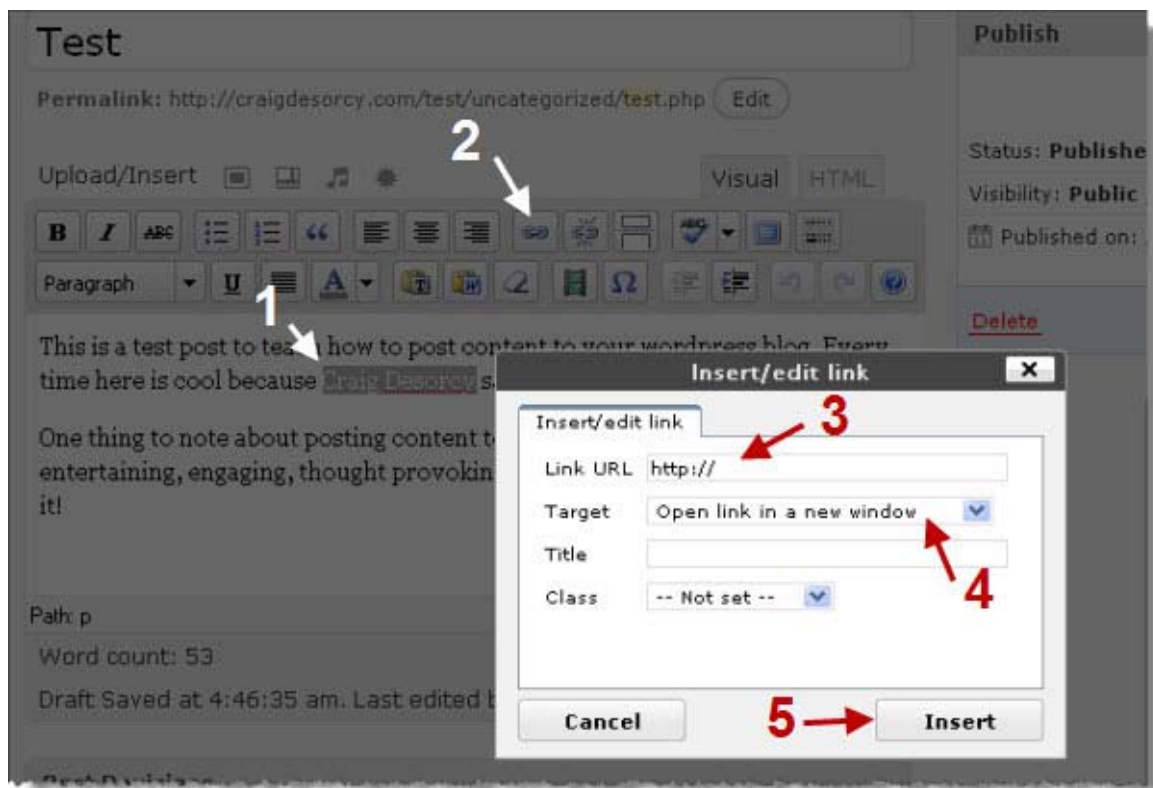 Test
Permalink: http://craigdesorcy.com/test/uncategorized/test.php Edit
2
Upload/Insert Visual HTML
B I ABC ABC
Paragraph U A T W Ω
1
This is a test post to teach how to post content to your wordpress blog. Every
time here is cool because Craig Desorcy s
One thing to note about posting content t
entertaining, engaging, thought provokin
it!
Path: p
Word count: 53
Draft Saved at 4:46:35 am. Last edited b
Publish
Status: Publishe
Visibility: Public
Published on:
Delete
Insert/edit link X
Insert/edit link
3
Link URL http://
Target Open link in a new window
4
Title
Class -- Not set --
Cancel 5 Insert